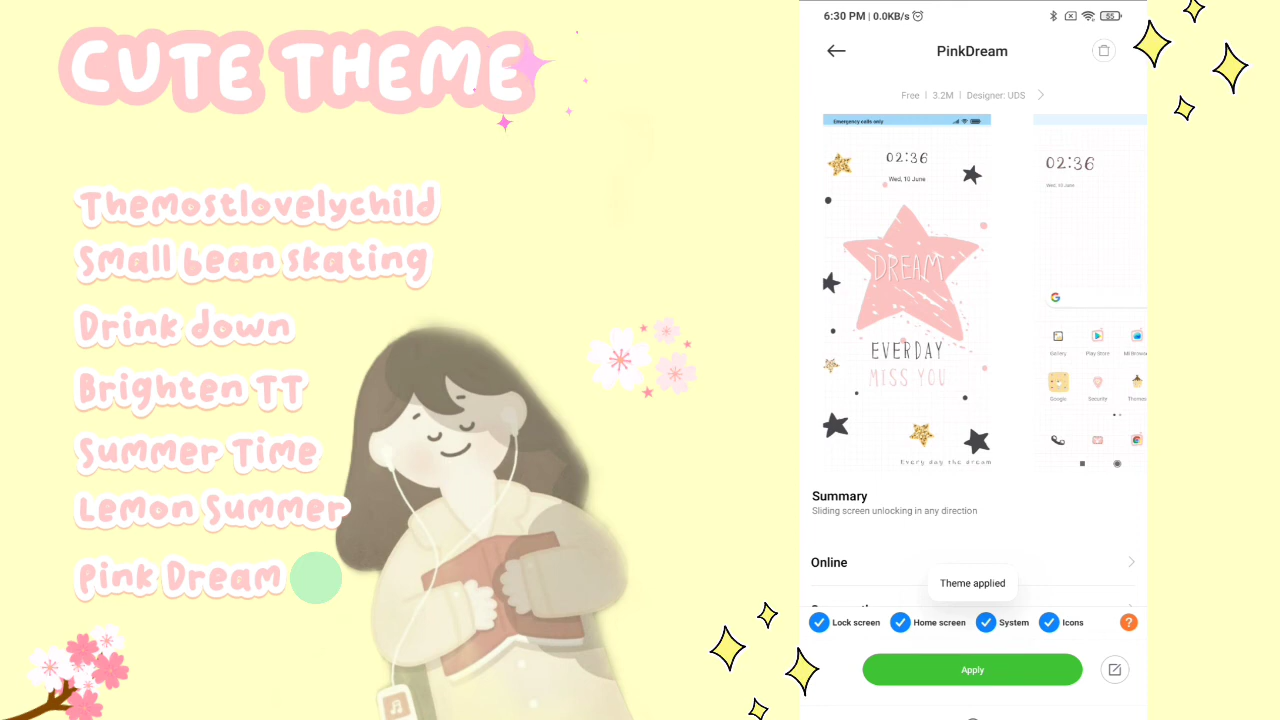 CUTE THEME
Themostlovelychild
Small bean skating
Drink down
Brighten TT
Summer Time
Lemon Summer
Pink Dream
6:30 PM | 0.0KB/s
55
PinkDream
Free | 3.2M | Designer: UDS
Emergency calls only
02:36
Wed, 10 June
DREAM
EVERDAY
MISS YOU
Every day the dream
02:36
Wed, 10 June
Gallery Play Store Mi Browse
Google Security Themes
Summary
Sliding screen unlocking in any direction
Online
Theme applied
Lock screen Home screen System Icons ?
Apply